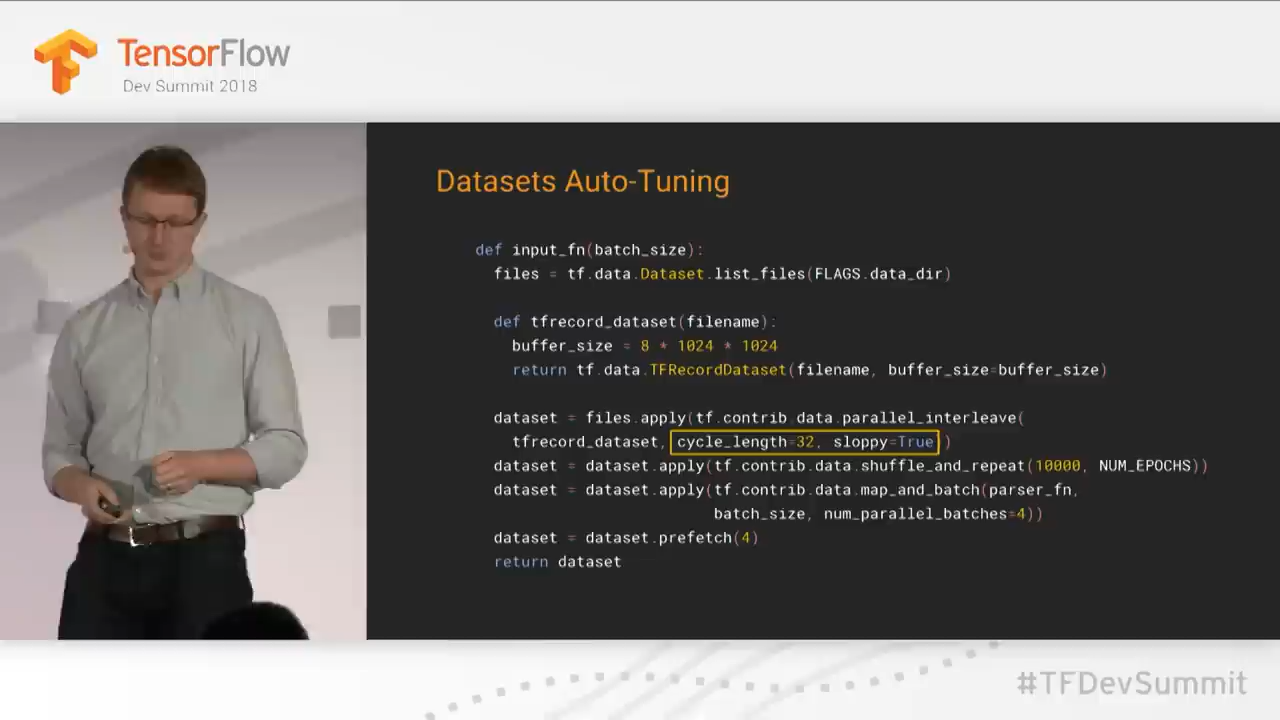 TensorFlow
Dev Summit 2018
Datasets Auto-Tuning
def input_fn(batch_size):
files = tf.data.Dataset.list_files(FLAGS.data_dir)
def tfrecord_dataset(filename):
buffer_size = 8 * 1024 * 1024
return tf.data.TFRecordDataset(filename, buffer_size=buffer_size)
dataset = files.apply(tf.contrib.data.parallel_interleave(
tfrecord_dataset, cycle_length=32, sloppy=True))
dataset = dataset.apply(tf.contrib.data.shuffle_and_repeat(10000, NUM_EPOCHS))
dataset = dataset.apply(tf.contrib.data.map_and_batch(parser_fn,
batch_size, num_parallel_batches=4))
dataset = dataset.prefetch(4)
return dataset
#TFDevSummit